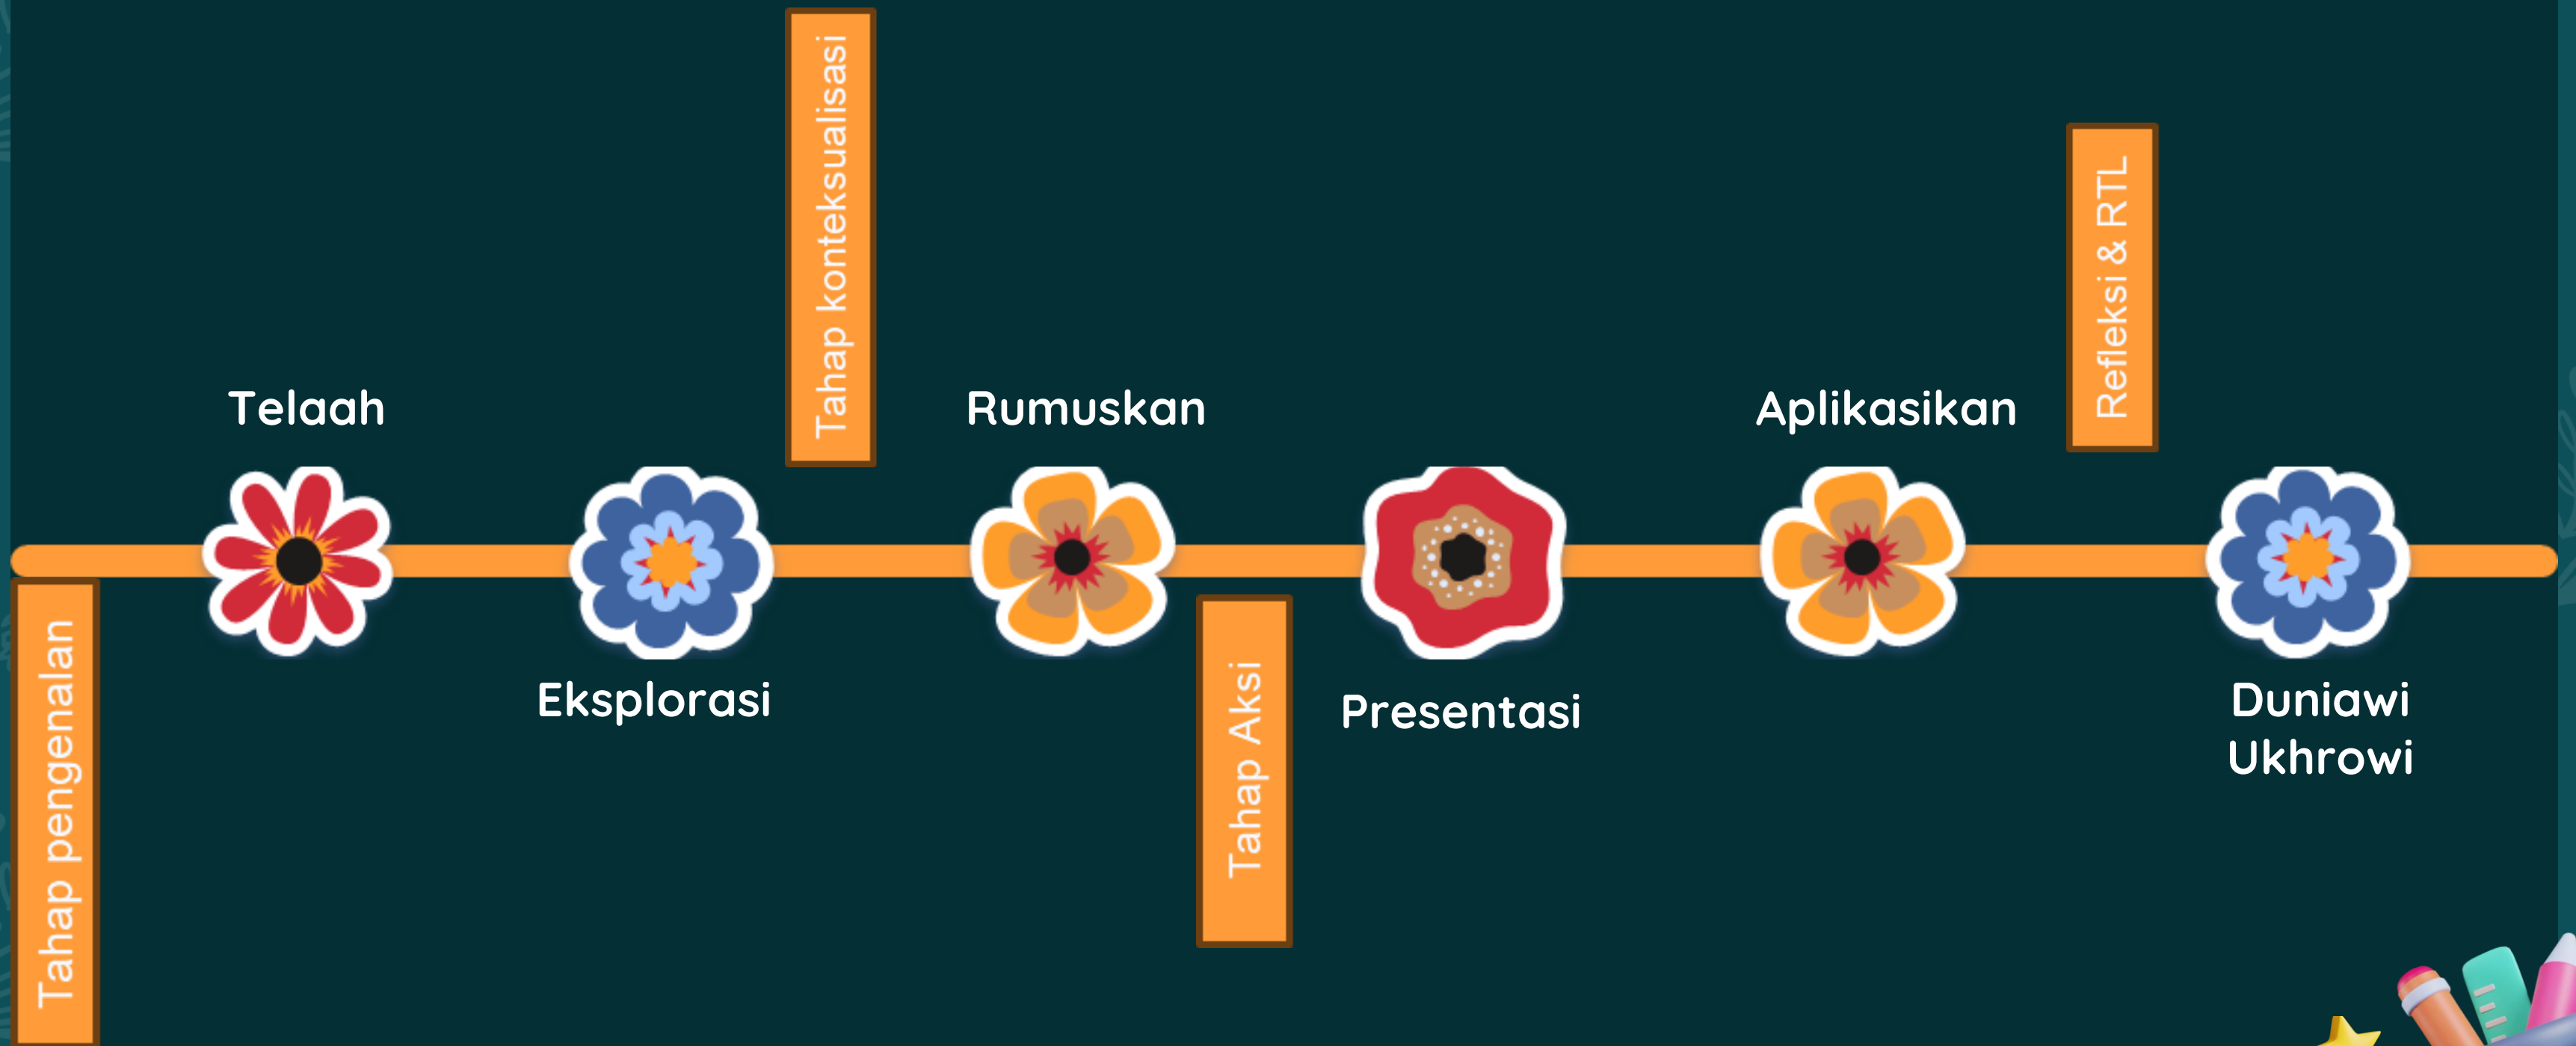 Tahap pengenalan
Telaah
Eksplorasi
Tahap konteksualisasi
Rumuskan
Tahap Aksi
Presentasi
Aplikasikan
Refleksi & RTL
Duniawi
Ukhrowi